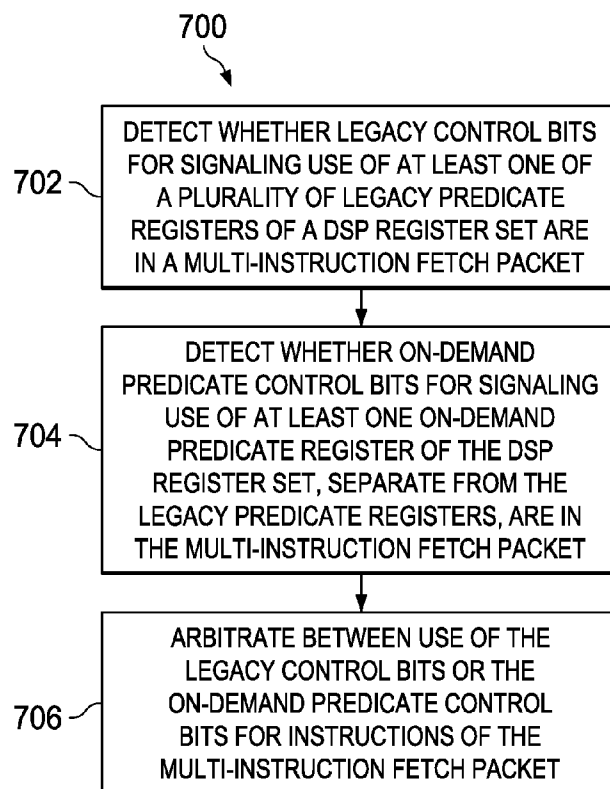 700
702
DETECT WHETHER LEGACY CONTROL BITS
FOR SIGNALING USE OF AT LEAST ONE OF
A PLURALITY OF LEGACY PREDICATE
REGISTERS OF A DSP REGISTER SET ARE
IN A MULTI-INSTRUCTION FETCH PACKET
704
DETECT WHETHER ON-DEMAND
PREDICATE CONTROL BITS FOR SIGNALING
USE OF AT LEAST ONE ON-DEMAND
PREDICATE REGISTER OF THE DSP
REGISTER SET, SEPARATE FROM THE
LEGACY PREDICATE REGISTERS, ARE IN
THE MULTI-INSTRUCTION FETCH PACKET
706
ARBITRATE BETWEEN USE OF THE
LEGACY CONTROL BITS OR THE
ON-DEMAND PREDICATE CONTROL
BITS FOR INSTRUCTIONS OF THE
MULTI-INSTRUCTION FETCH PACKET